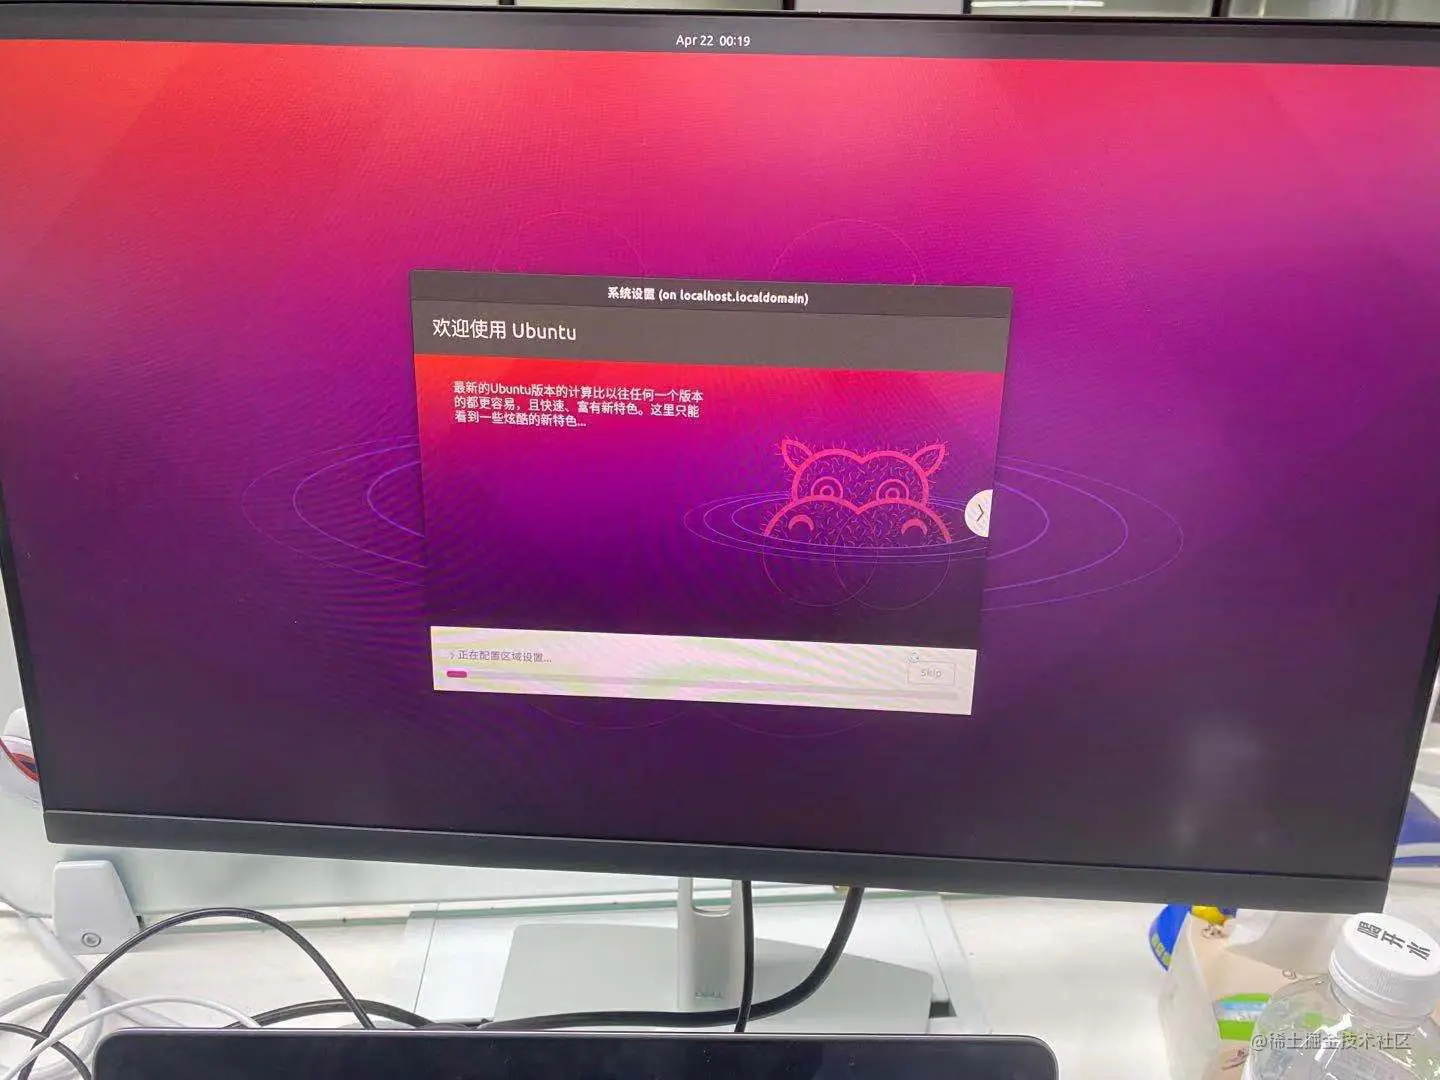 Apr 22 00:19
系统设置 (on localhost.localdomain)
欢迎使用 Ubuntu
最新的Ubuntu版本的计算比以往任何一个版本
的都更容易，且快速、富有新特色。这里只能
看到一些炫酷的新特色...
正在配置区域设置...
Skip
DELL
隔开水
@稀土掘金技术社区